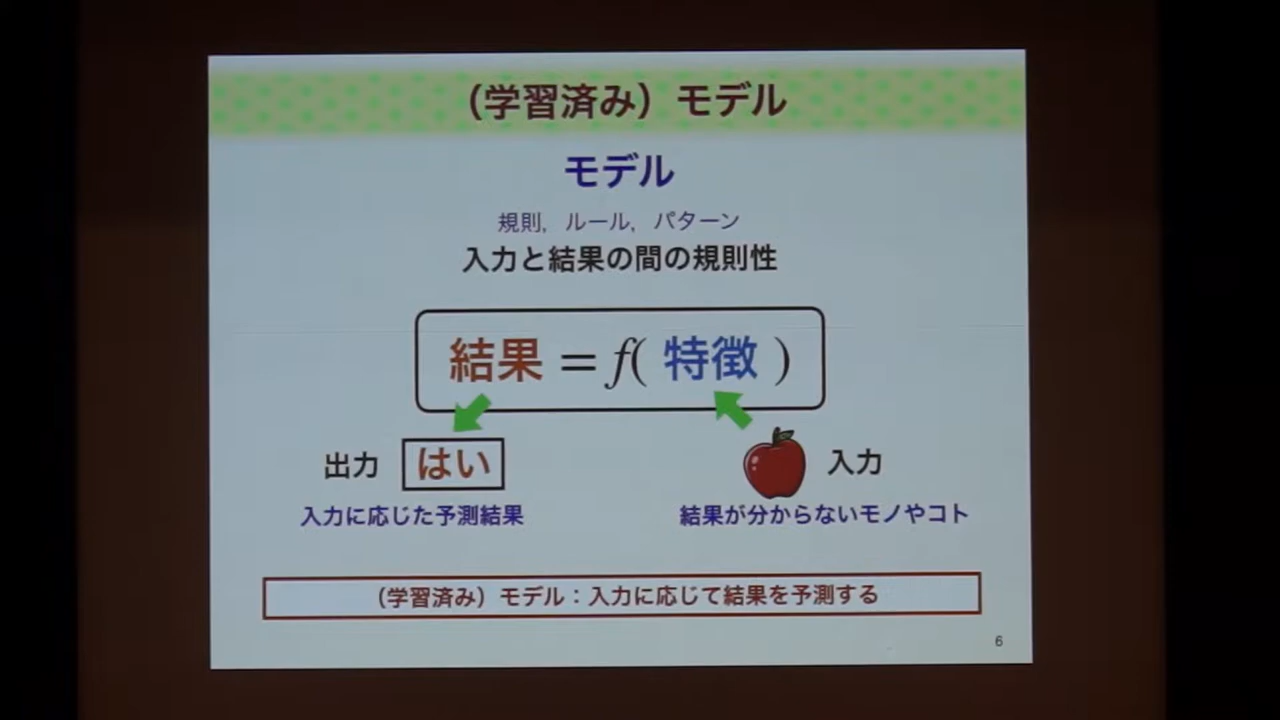 （学習済み）モデル
モデル
規則，ルール，パターン
入力と結果の間の規則性
結果 = f( 特徴 )
出力 はい
入力
入力に応じた予測結果
結果が分からないモノやコト
（学習済み）モデル：入力に応じて結果を予測する
6